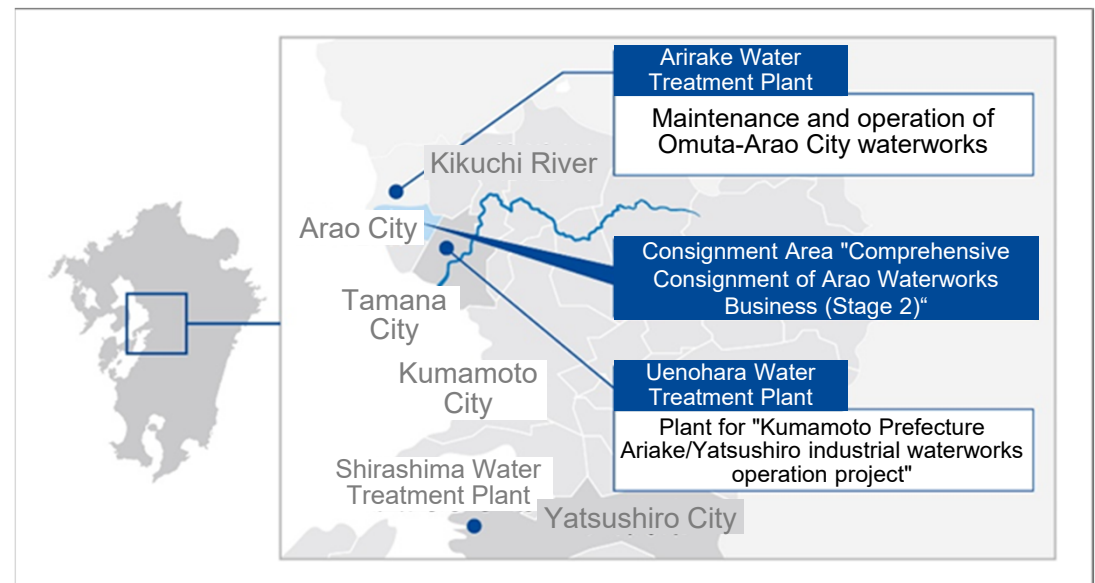 Arirake Water
Treatment Plant
Maintenance and operation of
Omuta-Arao City waterworks
Kikuchi River
Arao City
Consignment Area "Comprehensive
Consignment of Arao Waterworks
Business (Stage 2)“
Tamana
City
Kumamoto
City
Uenohara Water
Treatment Plant
Plant for "Kumamoto Prefecture
Ariake/Yatsushiro industrial waterworks
operation project"
Shirashima Water
Treatment Plant
Yatsushiro City